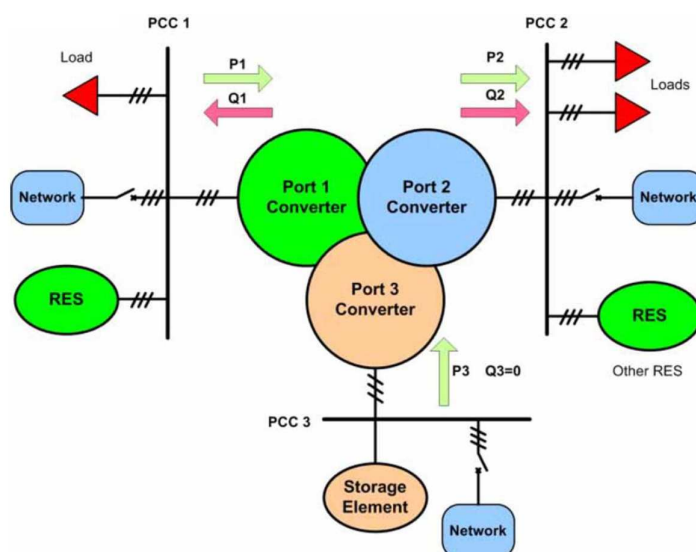 PCC 1
PCC 2
Load
P1
Q1
P2
Q2
Loads
Network
Port 1
Converter
Port 2
Converter
Network
RES
Port 3
Converter
RES
Other RES
P3 Q3=0
PCC 3
Storage
Element
Network